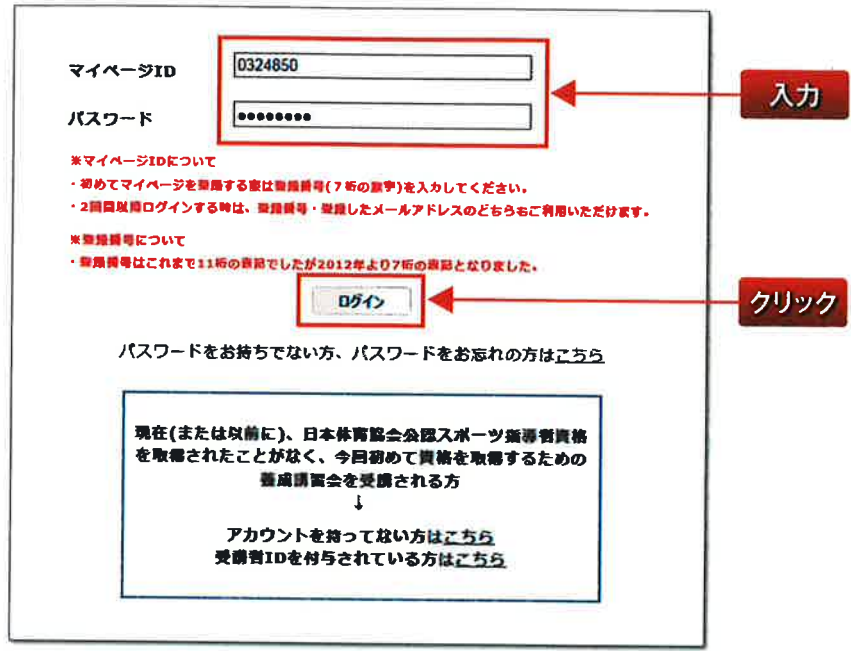 マイページID
0324850
入力
パスワード
••••••••
※マイページIDについて
・初めてマイページを登録する際は登録番号(7桁の数字)を入力してください。
・2回目以降ログインする時は、登録番号・登録したメールアドレスのどちらもご利用いただけます。
※登録番号について
・登録番号はこれまで11桁の表記でしたが2012年より7桁の表記となりました。
ログイン
クリック
パスワードをお持ちでない方、パスワードをお忘れの方はこちら
現在(または以前に)、日本体育協会公認スポーツ指導者資格
を取得されたことがなく、今回初めて資格を取得するための
養成講習会を受講される方
↓
アカウントを持ってない方はこちら
受講者IDを付与されている方はこちら